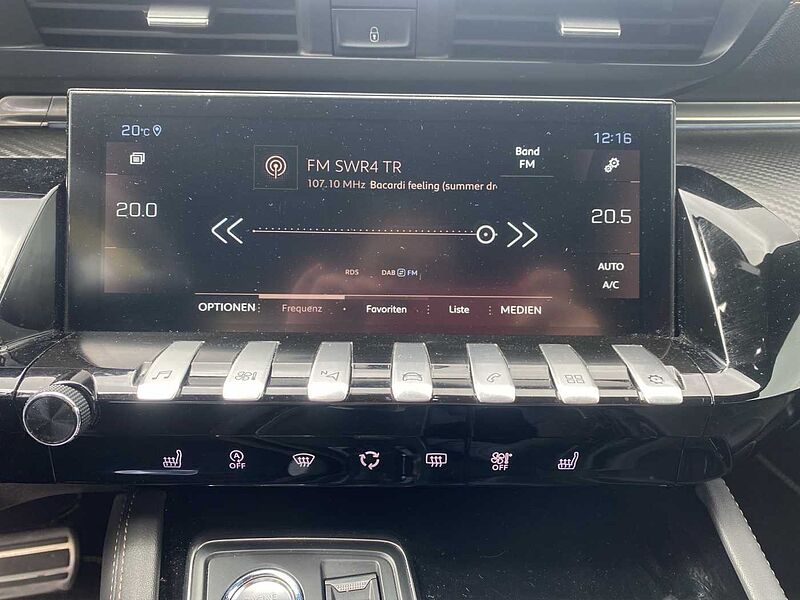 20°C
12:16
FM SWR4 TR
Band
FM
107.10 MHz Bacardi feeling (summer dr
20.0
20.5
RDS DAB FM
AUTO
A/C
OPTIONEN Frequenz Favoriten Liste MEDIEN
N
A
OFF
OFF